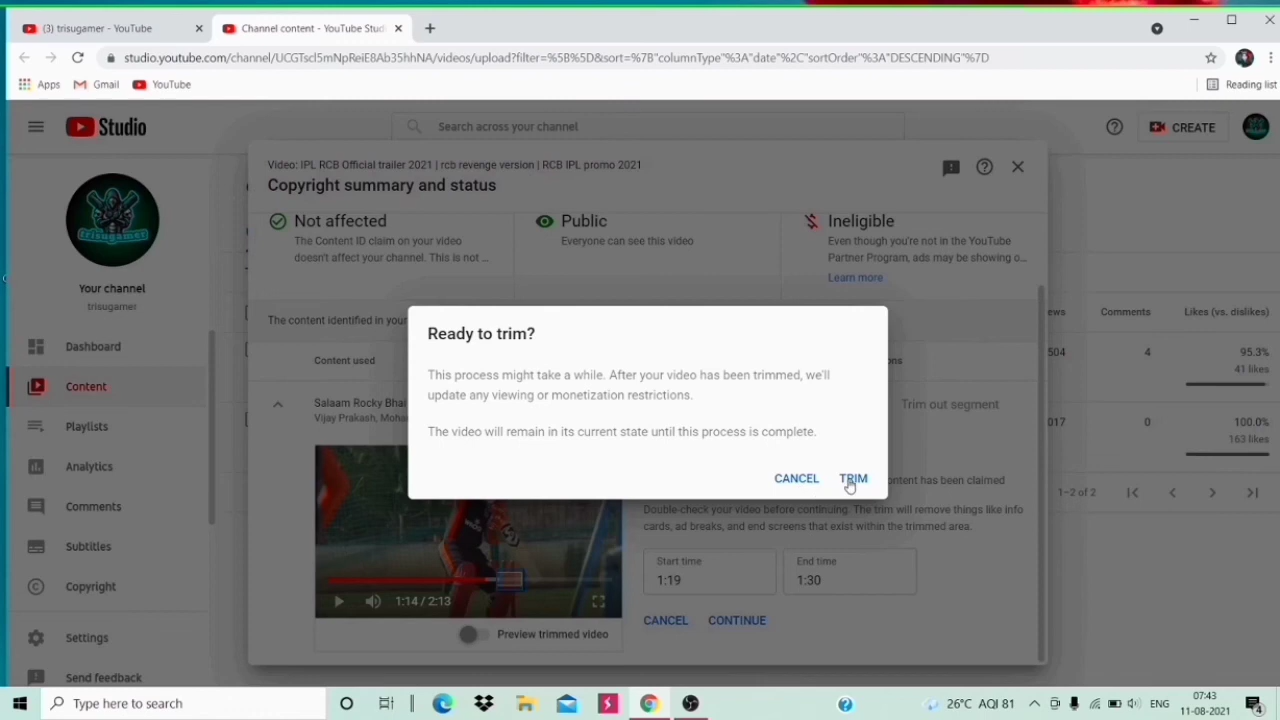 (3) trisugamer - YouTube
Channel content - YouTube Stud
studio.youtube.com/channel/UCGTscl5mNpReiE8Ab35hhNA/videos/upload?filter=%5B%5D&sort=%7B"columnType"%3A"date"%2C"sortOrder"%3A"DESCENDING"%7D
Apps
Gmail
YouTube
Reading list
Studio
Search across your channel
CREATE
Video: IPL RCB Official trailer 2021 | rcb revenge version | RCB IPL promo 2021
Copyright summary and status
Not affected
The Content ID claim on your video
doesn't affect your channel. This is not ...
Public
Everyone can see this video
Ineligible
Even though you're not in the YouTube
Partner Program, ads may be showing o...
Learn more
trisugamer
Your channel
trisugamer
Dashboard
Content
Playlists
Analytics
Comments
Subtitles
Copyright
Settings
Send feedback
The content identified in your
Content used
Salaam Rocky Bhai
Vijay Prakash, Moha
Ready to trim?
This process might take a while. After your video has been trimmed, we'll
update any viewing or monetization restrictions.
The video will remain in its current state until this process is complete.
CANCEL
TRIM
Trim out segment
ontent has been claimed
Double-check your video before continuing. The trim will remove things like info
cards, ad breaks, and end screens that exist within the trimmed area.
Start time
1:19
End time
1:30
CANCEL
CONTINUE
1:14 / 2:13
Preview trimmed video
ews
Comments
Likes (vs. dislikes)
504
4
95.3%
41 likes
017
0
100.0%
163 likes
1–2 of 2
Type here to search
26°C AQI 81
ENG
07:43
11-08-2021
4